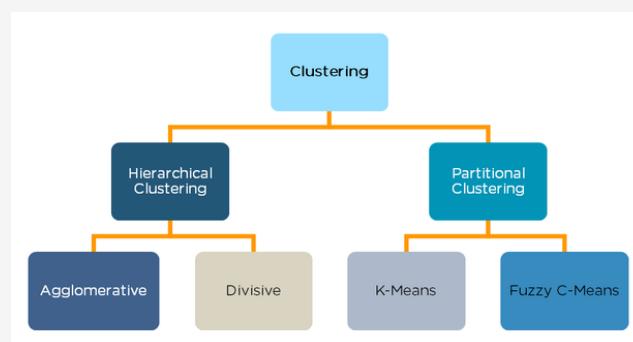 Clustering
Hierarchical
Clustering
Partitional
Clustering
Agglomerative
Divisive
K-Means
Fuzzy C-Means